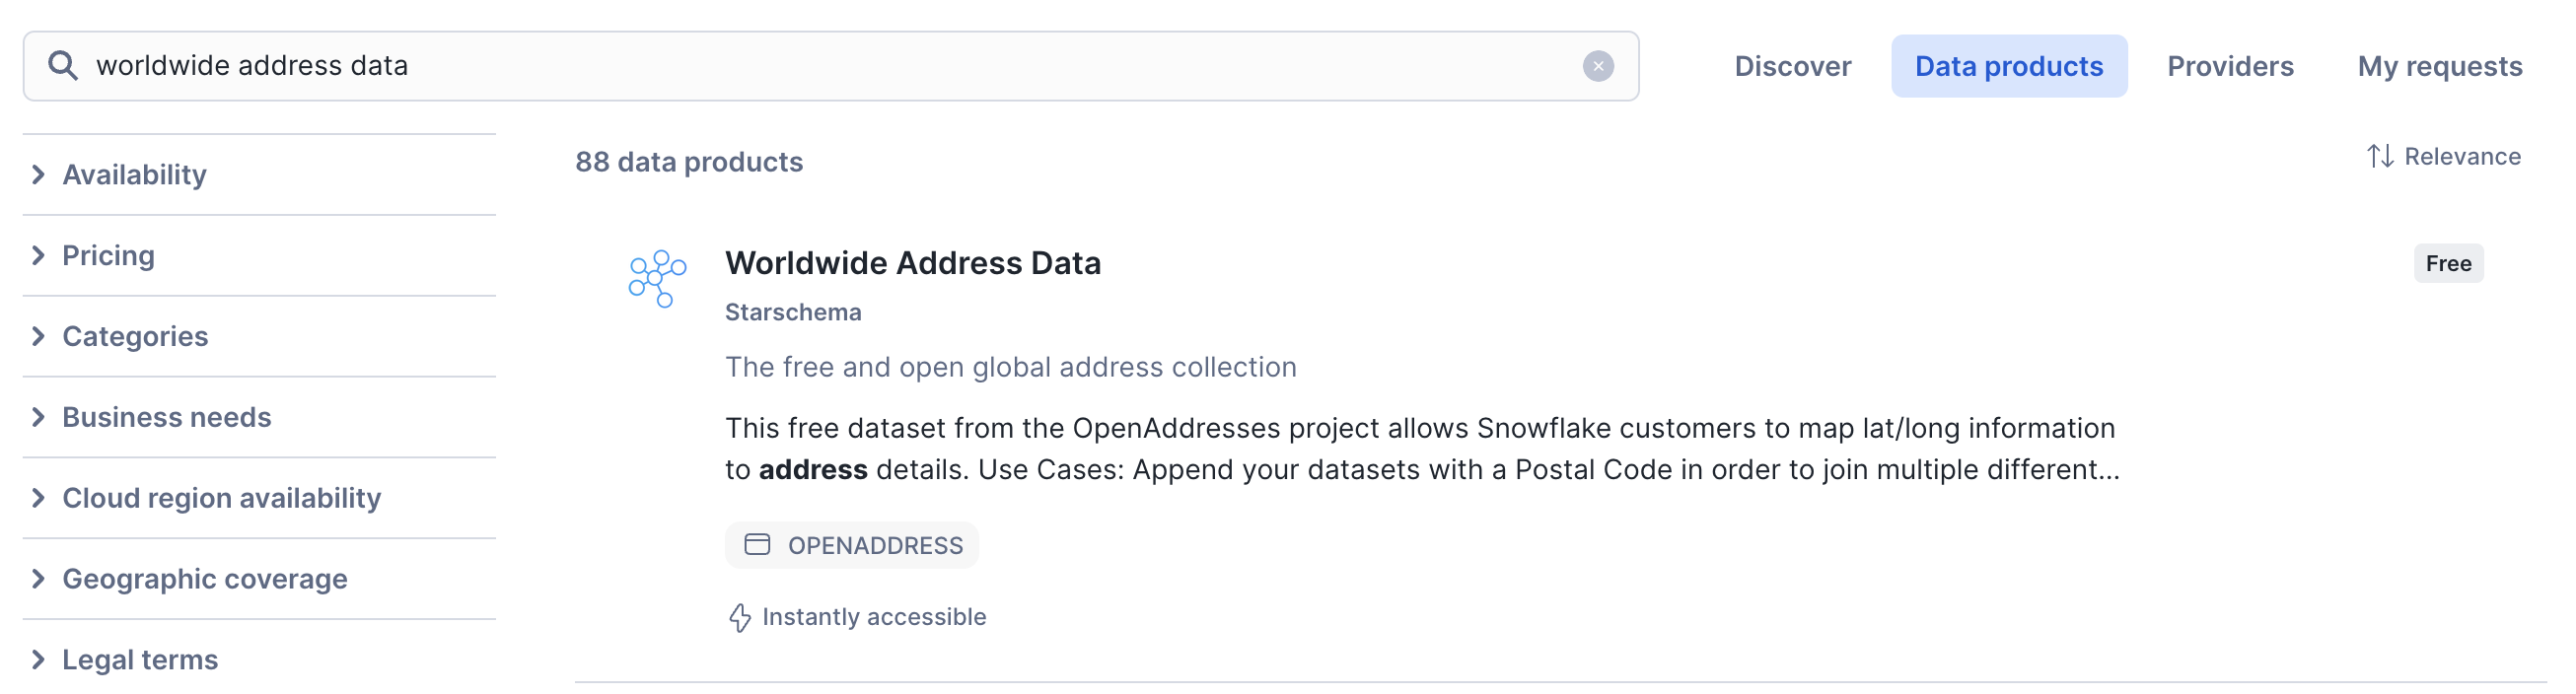 worldwide address data
Discover
Data products
Providers
My requests
Availability
Pricing
Categories
Business needs
Cloud region availability
Geographic coverage
Legal terms
88 data products
Relevance
Worldwide Address Data
Free
Starschema
The free and open global address collection
This free dataset from the OpenAddresses project allows Snowflake customers to map lat/long information
to address details. Use Cases: Append your datasets with a Postal Code in order to join multiple different...
OPENADDRESS
Instantly accessible